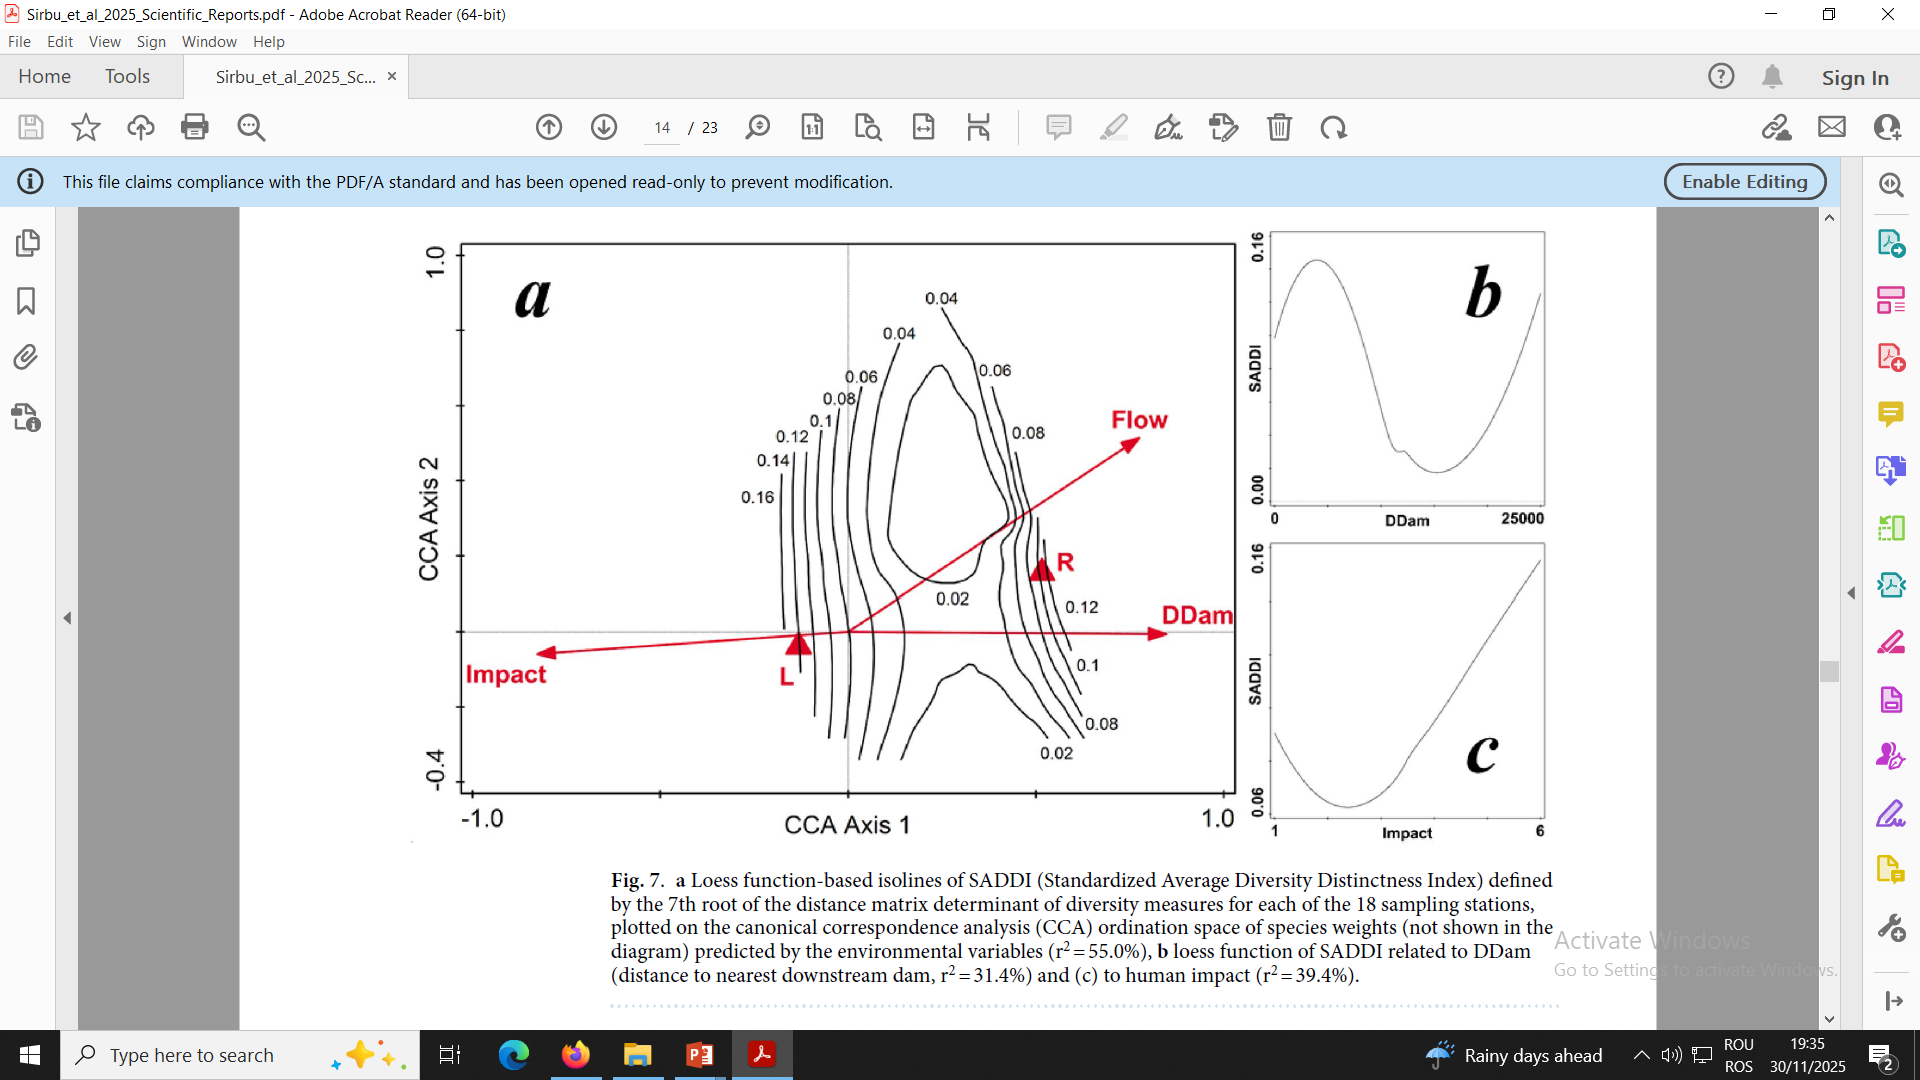 Sirbu_et_al_2025_Scientific_Reports.pdf - Adobe Acrobat Reader (64-bit)
File Edit View Sign Window Help
Home Tools Sirbu_et_al_2025_Sc... × Sign In
14 / 23
This file claims compliance with the PDF/A standard and has been opened read-only to prevent modification.
Enable Editing
a
1.0
CCA Axis 2
-0.4
-1.0
CCA Axis 1
1.0
0.04
0.04
0.06
0.06
0.08
0.1
0.08
0.12
0.14
0.16
Flow
R
0.02
0.12
DDam
Impact
L
0.1
0.08
0.02
b
0.16
SADDI
0.00
0
DDam
25000
c
0.16
SADDI
0.06
1
Impact
6
Fig. 7. a Loess function-based isolines of SADDI (Standardized Average Diversity Distinctness Index) defined
by the 7th root of the distance matrix determinant of diversity measures for each of the 18 sampling stations,
plotted on the canonical correspondence analysis (CCA) ordination space of species weights (not shown in the
diagram) predicted by the environmental variables (r² = 55.0%), b loess function of SADDI related to DDam
(distance to nearest downstream dam, r² = 31.4%) and (c) to human impact (r² = 39.4%).
Activate Windows
Go to Settings to activate Windows.
Type here to search
Rainy days ahead
ROU
ROS
19:35
30/11/2025
2